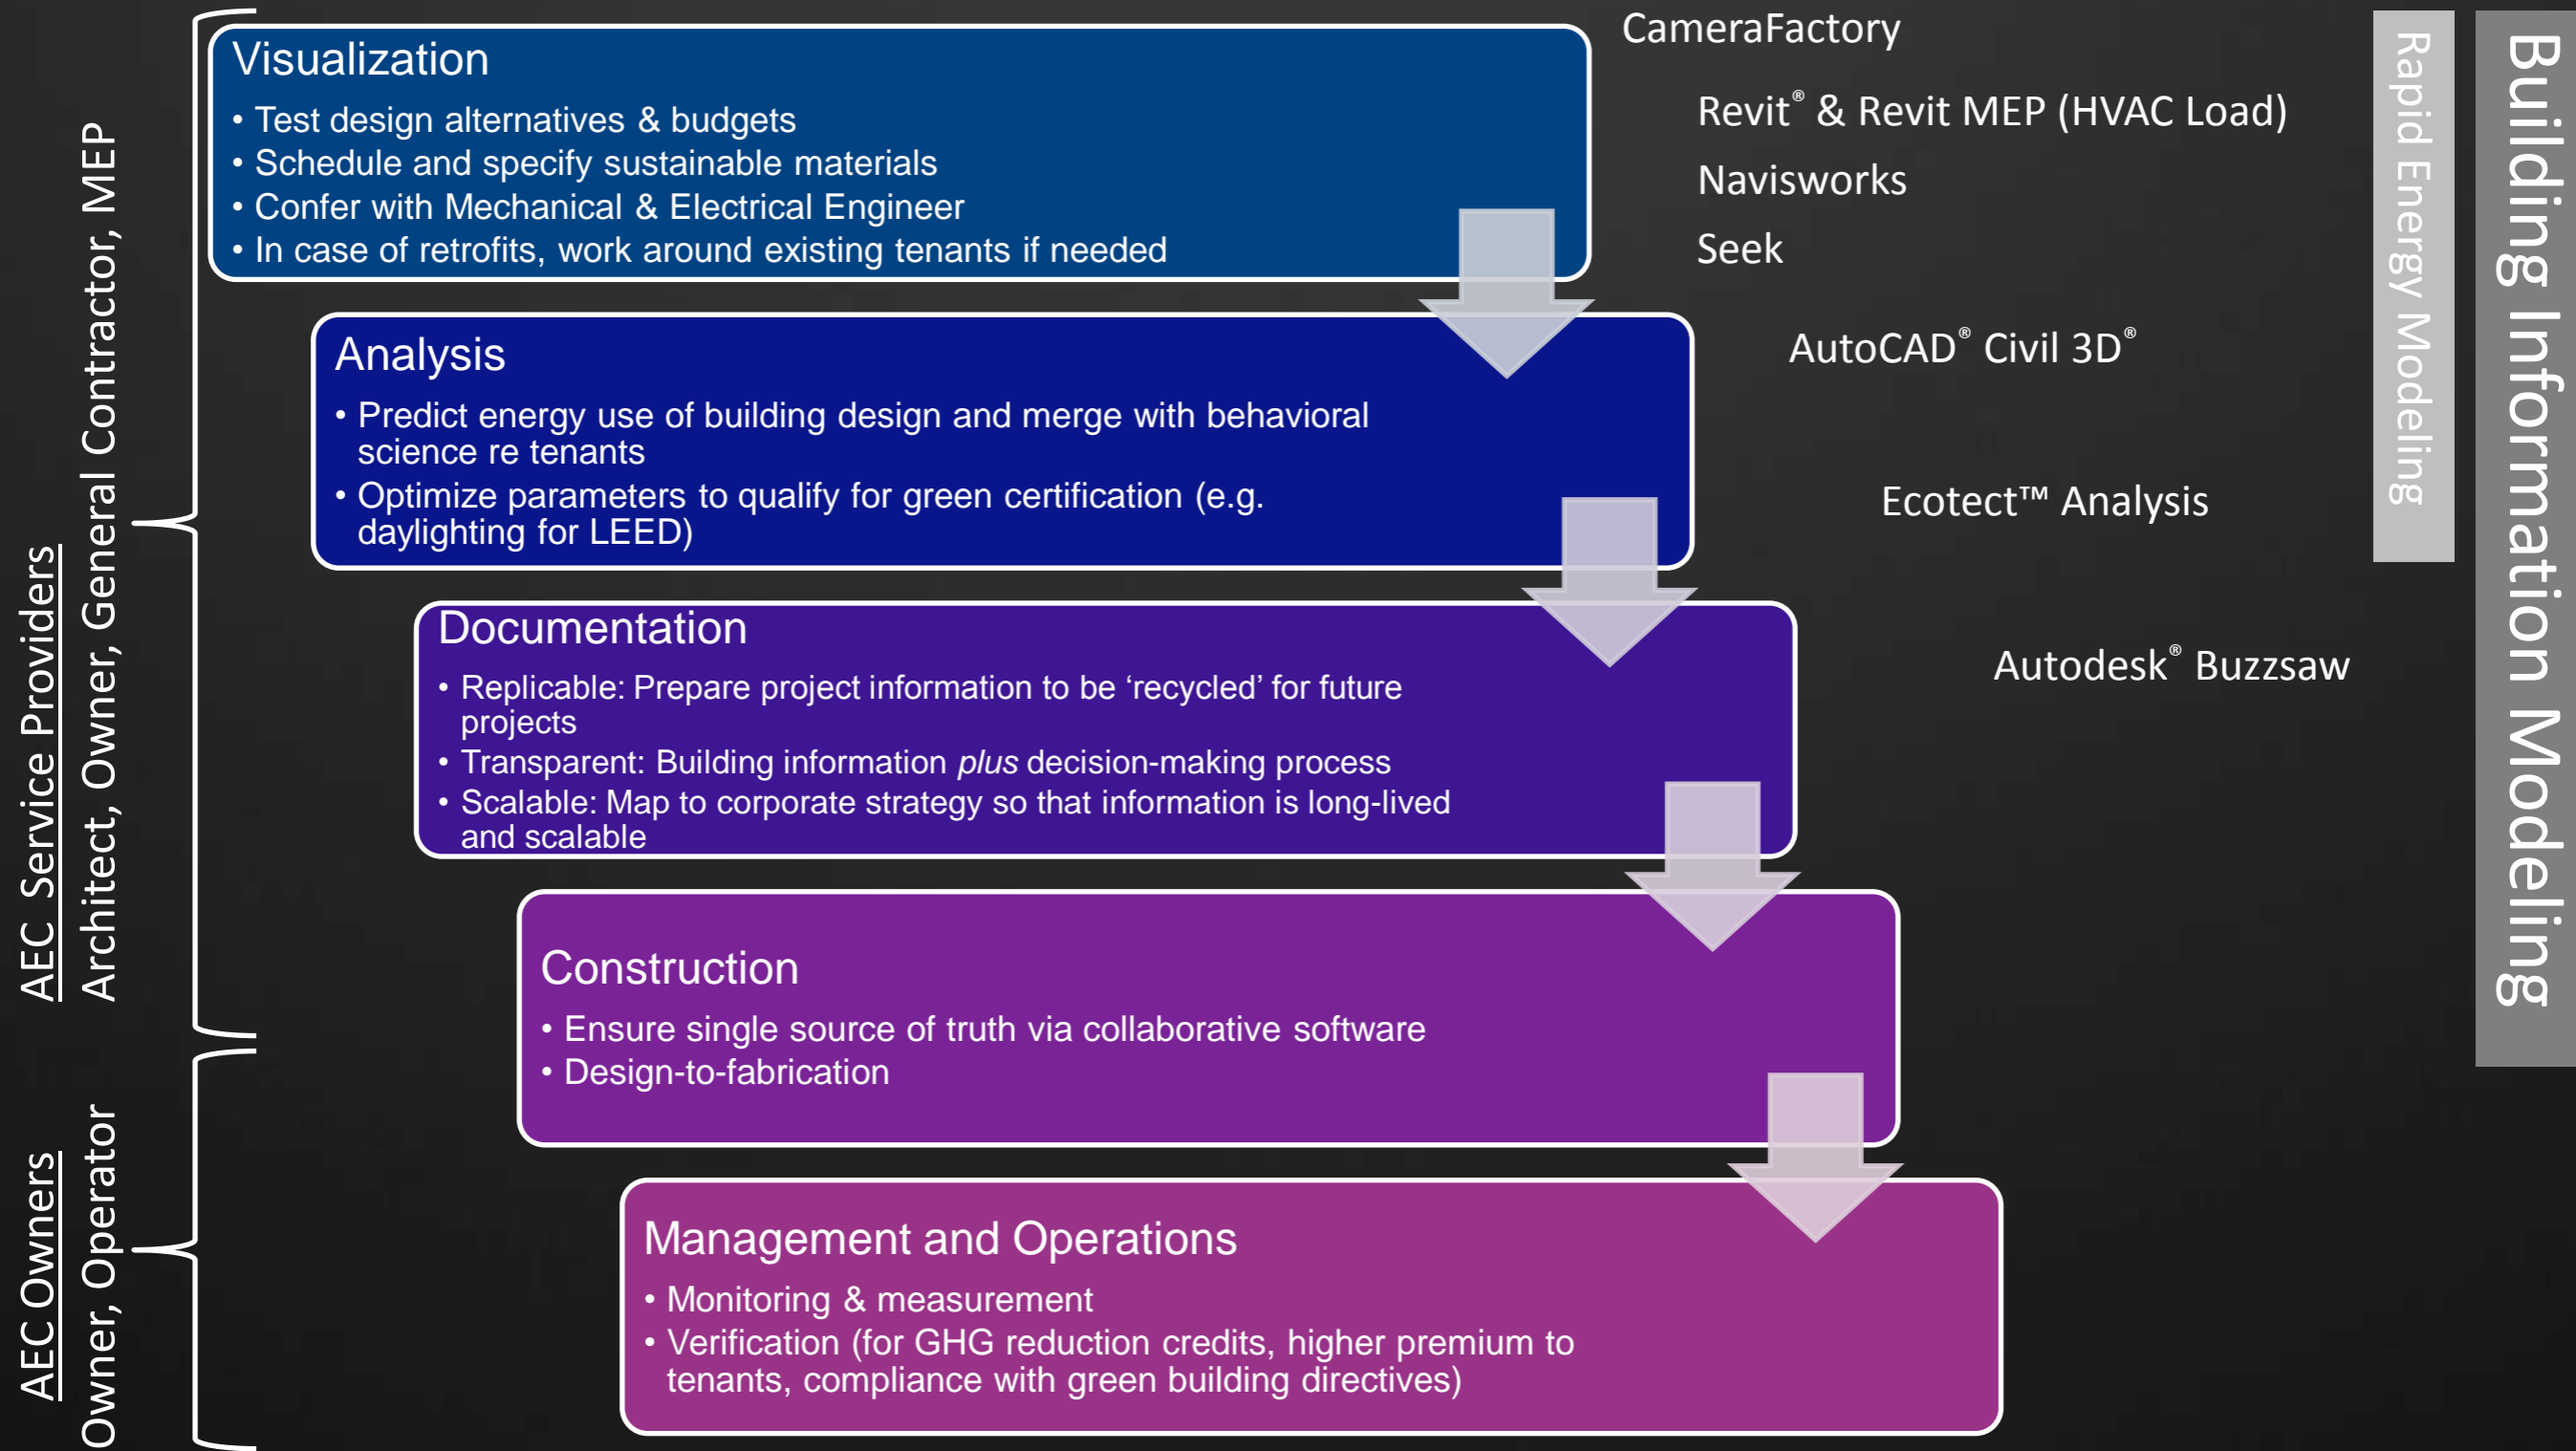 Visualization
• Test design alternatives & budgets
• Schedule and specify sustainable materials
• Confer with Mechanical & Electrical Engineer
• In case of retrofits, work around existing tenants if needed
CameraFactory
Revit® & Revit MEP (HVAC Load)
Navisworks
Seek
Analysis
• Predict energy use of building design and merge with behavioral
science re tenants
• Optimize parameters to qualify for green certification (e.g.
daylighting for LEED)
AutoCAD® Civil 3D®
Ecotect™ Analysis
Documentation
• Replicable: Prepare project information to be ‘recycled’ for future
projects
• Transparent: Building information plus decision-making process
• Scalable: Map to corporate strategy so that information is long-lived
and scalable
Autodesk® Buzzsaw
Construction
• Ensure single source of truth via collaborative software
• Design-to-fabrication
Management and Operations
• Monitoring & measurement
• Verification (for GHG reduction credits, higher premium to
tenants, compliance with green building directives)
AEC Service Providers
Architect, Owner, General Contractor, MEP
AEC Owners
Owner, Operator
Rapid Energy Modeling
Building Information Modeling